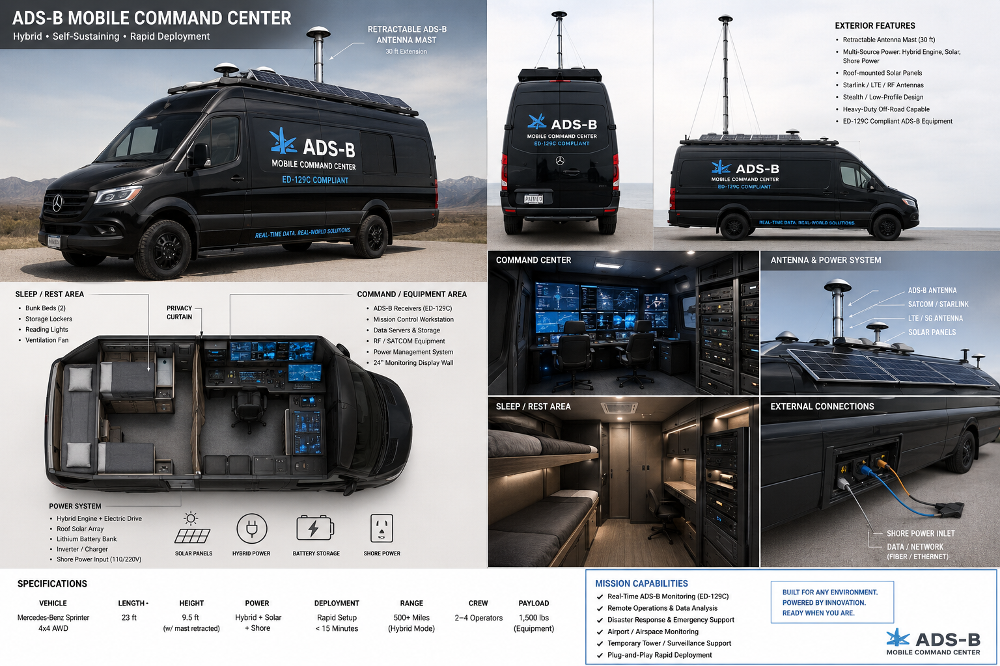 ADS-B MOBILE COMMAND CENTER
Hybrid • Self-Sustaining • Rapid Deployment
RETRACTABLE ADS-B
ANTENNA MAST
30 ft Extension
ADS-B
MOBILE COMMAND CENTER
ED-129C COMPLIANT
REAL-TIME DATA. REAL-WORLD SOLUTIONS.
ADS-B
MOBILE COMMAND CENTER
ED-129C COMPLIANT
ADS-B
MOBILE COMMAND CENTER
ED-129C COMPLIANT
REAL-TIME DATA. REAL-WORLD SOLUTIONS.
EXTERIOR FEATURES
• Retractable Antenna Mast (30 ft)
• Multi-Source Power: Hybrid Engine, Solar,
Shore Power
• Roof-mounted Solar Panels
• Starlink / LTE / RF Antennas
• Stealth / Low-Profile Design
• Heavy-Duty Off-Road Capable
• ED-129C Compliant ADS-B Equipment
SLEEP / REST AREA
• Bunk Beds (2)
• Storage Lockers
• Reading Lights
• Ventilation Fan
PRIVACY
CURTAIN
COMMAND / EQUIPMENT AREA
• ADS-B Receivers (ED-129C)
• Mission Control Workstation
• Data Servers & Storage
• RF / SATCOM Equipment
• Power Management System
• 24" Monitoring Display Wall
POWER SYSTEM
• Hybrid Engine + Electric Drive
• Roof Solar Array
• Lithium Battery Bank
• Inverter / Charger
• Shore Power Input (110/220V)
SOLAR PANELS
HYBRID POWER
BATTERY STORAGE
SHORE POWER
COMMAND CENTER
ANTENNA & POWER SYSTEM
ADS-B ANTENNA
SATCOM / STARLINK
LTE / 5G ANTENNA
SOLAR PANELS
SLEEP / REST AREA
EXTERNAL CONNECTIONS
SHORE POWER INLET
DATA / NETWORK
(FIBER / ETHERNET)
SPECIFICATIONS
VEHICLE
Mercedes-Benz Sprinter
4x4 AWD
LENGTH
23 ft
HEIGHT
9.5 ft
(w/ mast retracted)
POWER
Hybrid + Solar
+ Shore
DEPLOYMENT
Rapid Setup
< 15 Minutes
RANGE
500+ Miles
(Hybrid Mode)
CREW
2–4 Operators
PAYLOAD
1,500 lbs
(Equipment)
MISSION CAPABILITIES
✓ Real-Time ADS-B Monitoring (ED-129C)
✓ Remote Operations & Data Analysis
✓ Disaster Response & Emergency Support
✓ Airport / Airspace Monitoring
✓ Temporary Tower / Surveillance Support
✓ Plug-and-Play Rapid Deployment
BUILT FOR ANY ENVIRONMENT.
POWERED BY INNOVATION.
READY WHEN YOU ARE.
ADS-B
MOBILE COMMAND CENTER